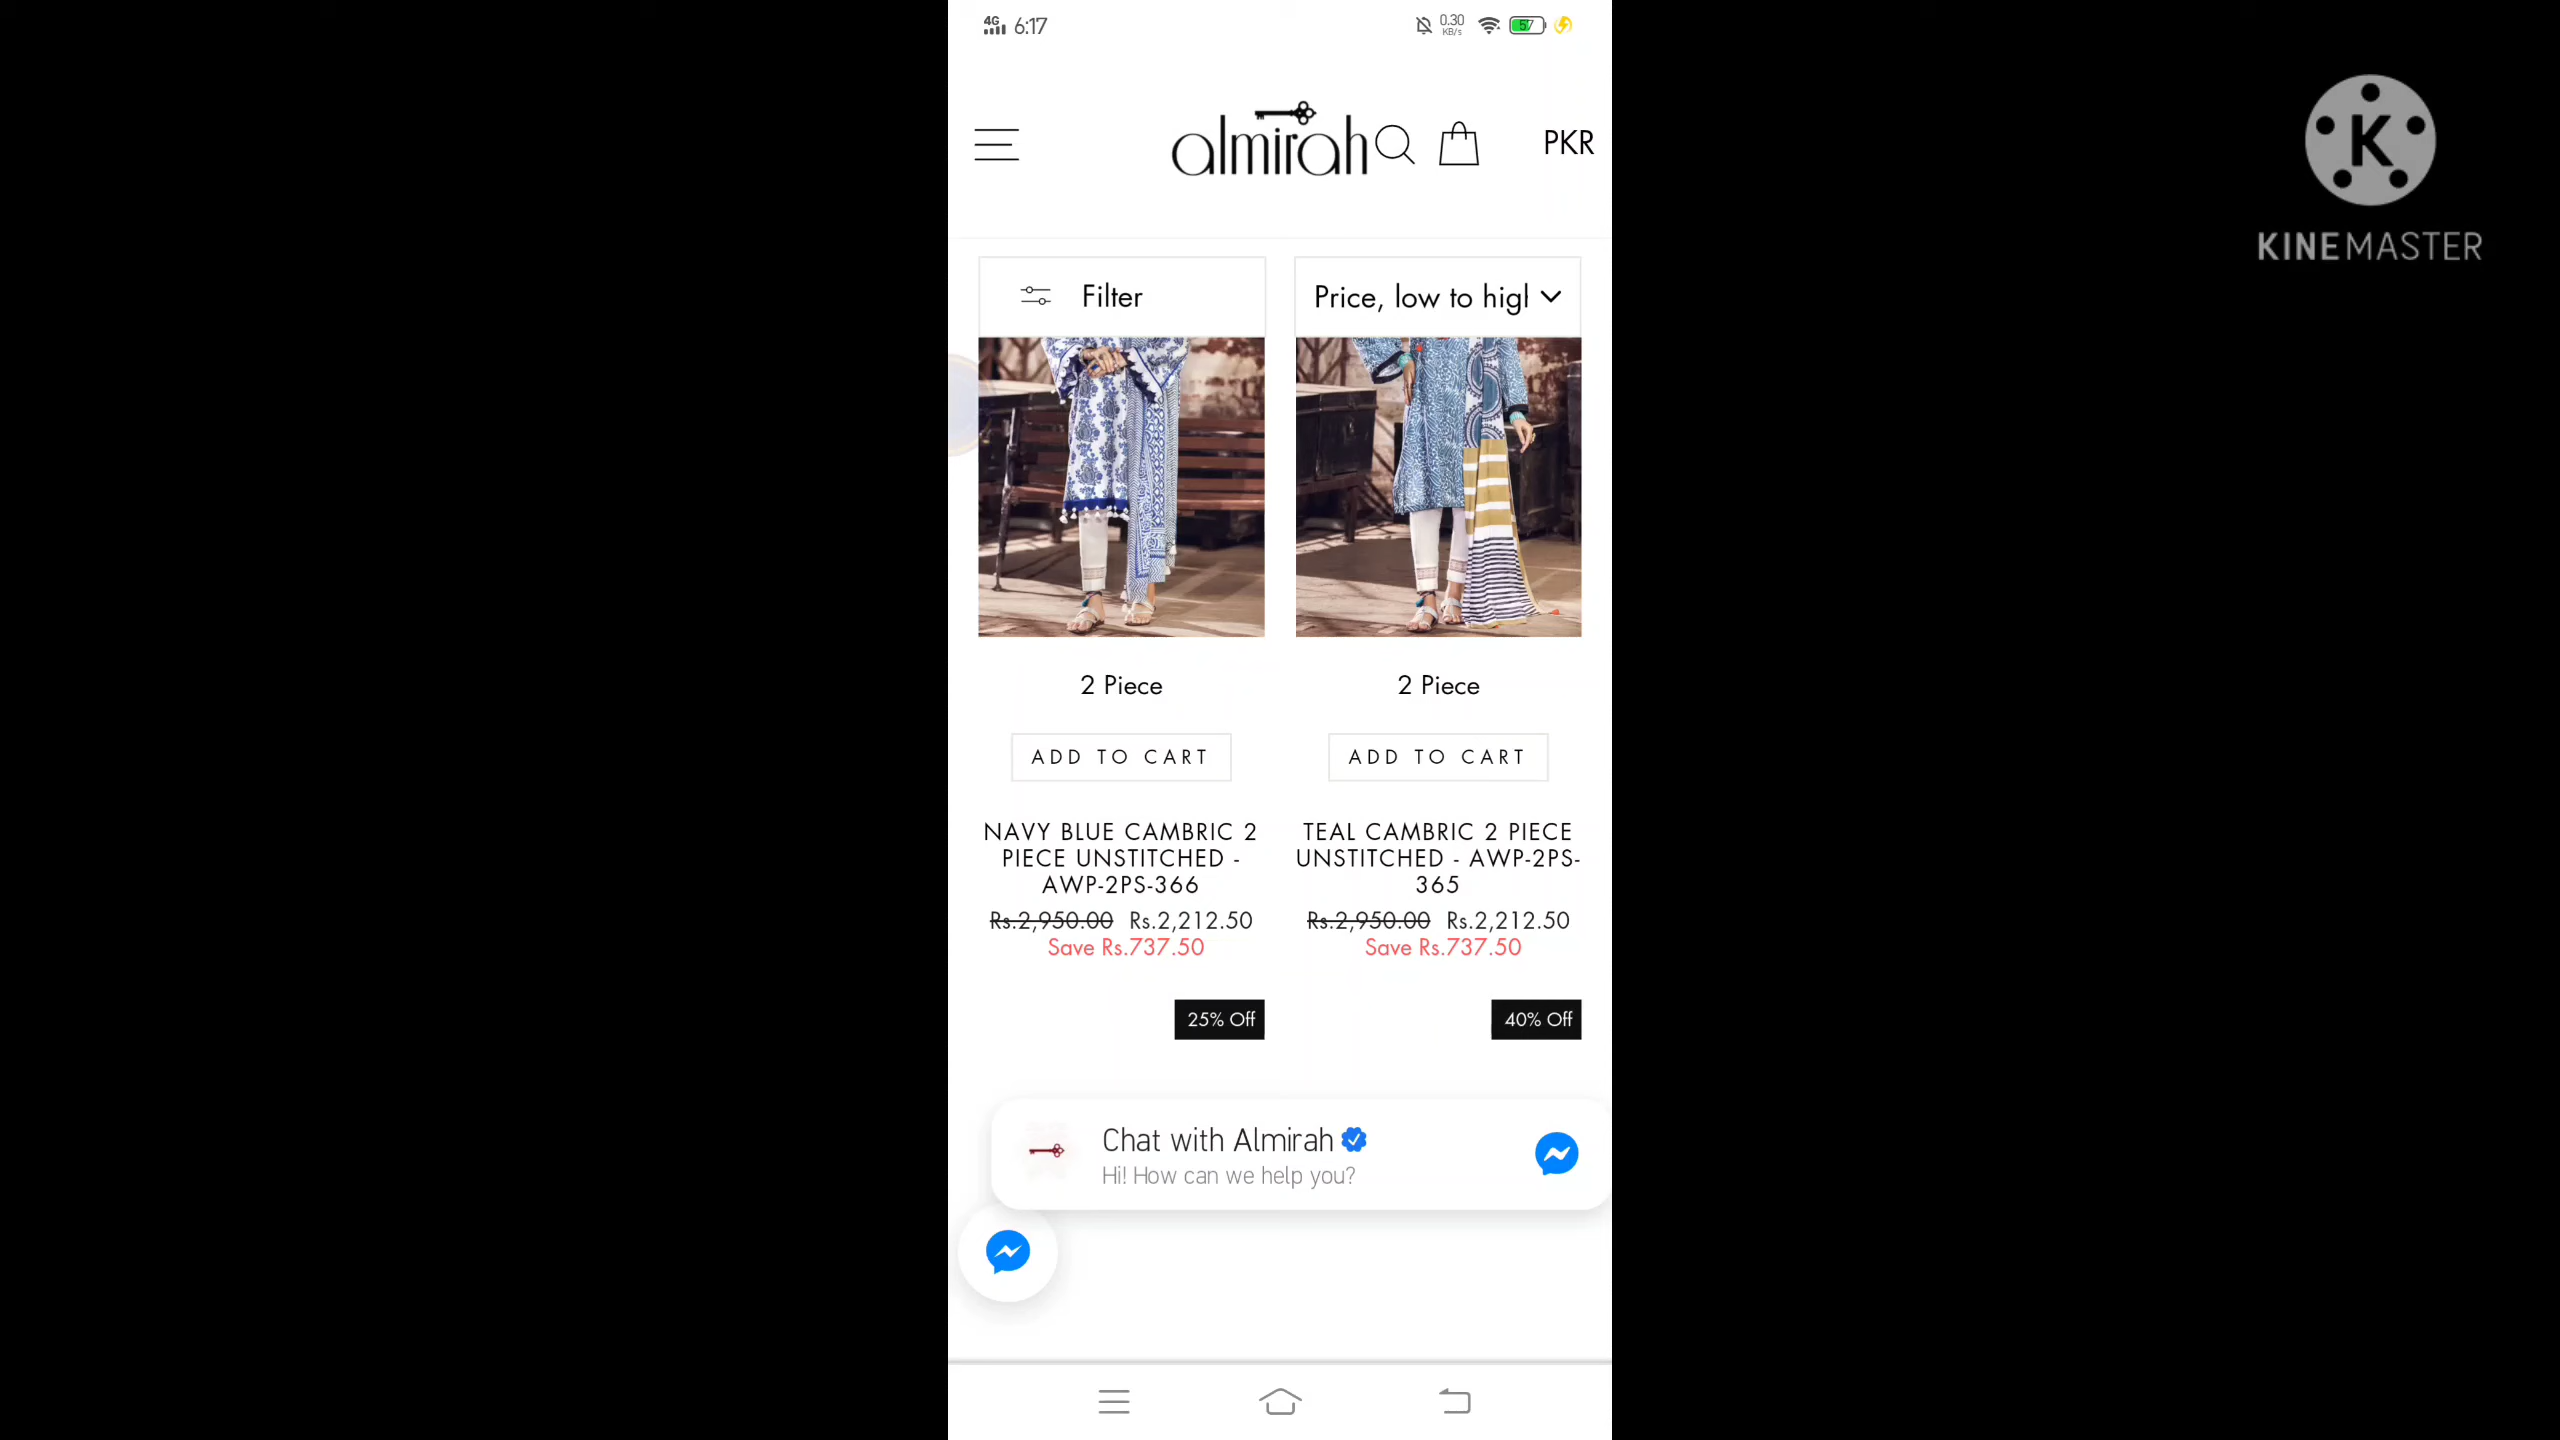 4G 6:17 0.30 KB/s 57
almirah PKR
K
KINEMASTER
Filter
Price, low to high
2 Piece 2 Piece
ADD TO CART ADD TO CART
NAVY BLUE CAMBRIC 2
PIECE UNSTITCHED -
AWP-2PS-366
Rs.2,950.00 Rs.2,212.50
Save Rs.737.50
TEAL CAMBRIC 2 PIECE
UNSTITCHED - AWP-2PS-
365
Rs.2,950.00 Rs.2,212.50
Save Rs.737.50
25% Off 40% Off
Chat with Almirah
Hi! How can we help you?